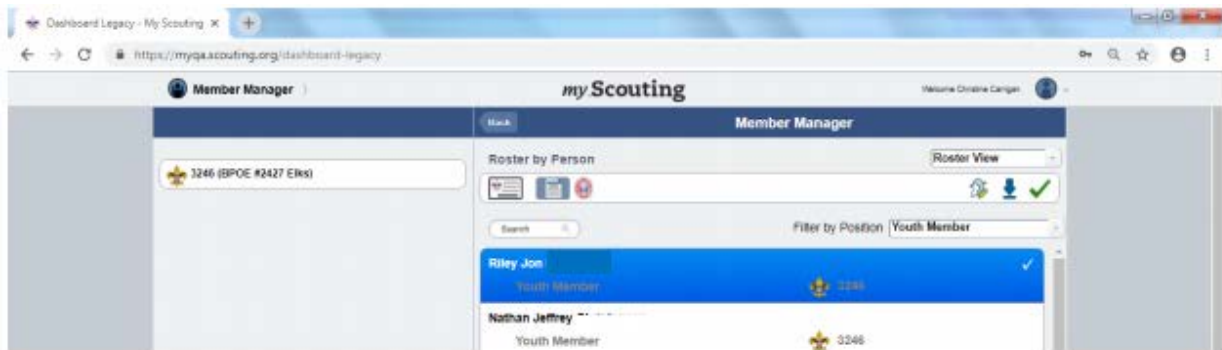 Dashboard Legacy - My Scouting
https://myqa.scouting.org/dashboard-legacy
Member Manager
my Scouting
Welcome Christine Carrigan
Back
Member Manager
3246 (BPOE #2427 Elks)
Roster by Person
Roster View
Search
Filter by Position Youth Member
Riley Jon
Youth Member 3246
Nathan Jeffrey
Youth Member 3246